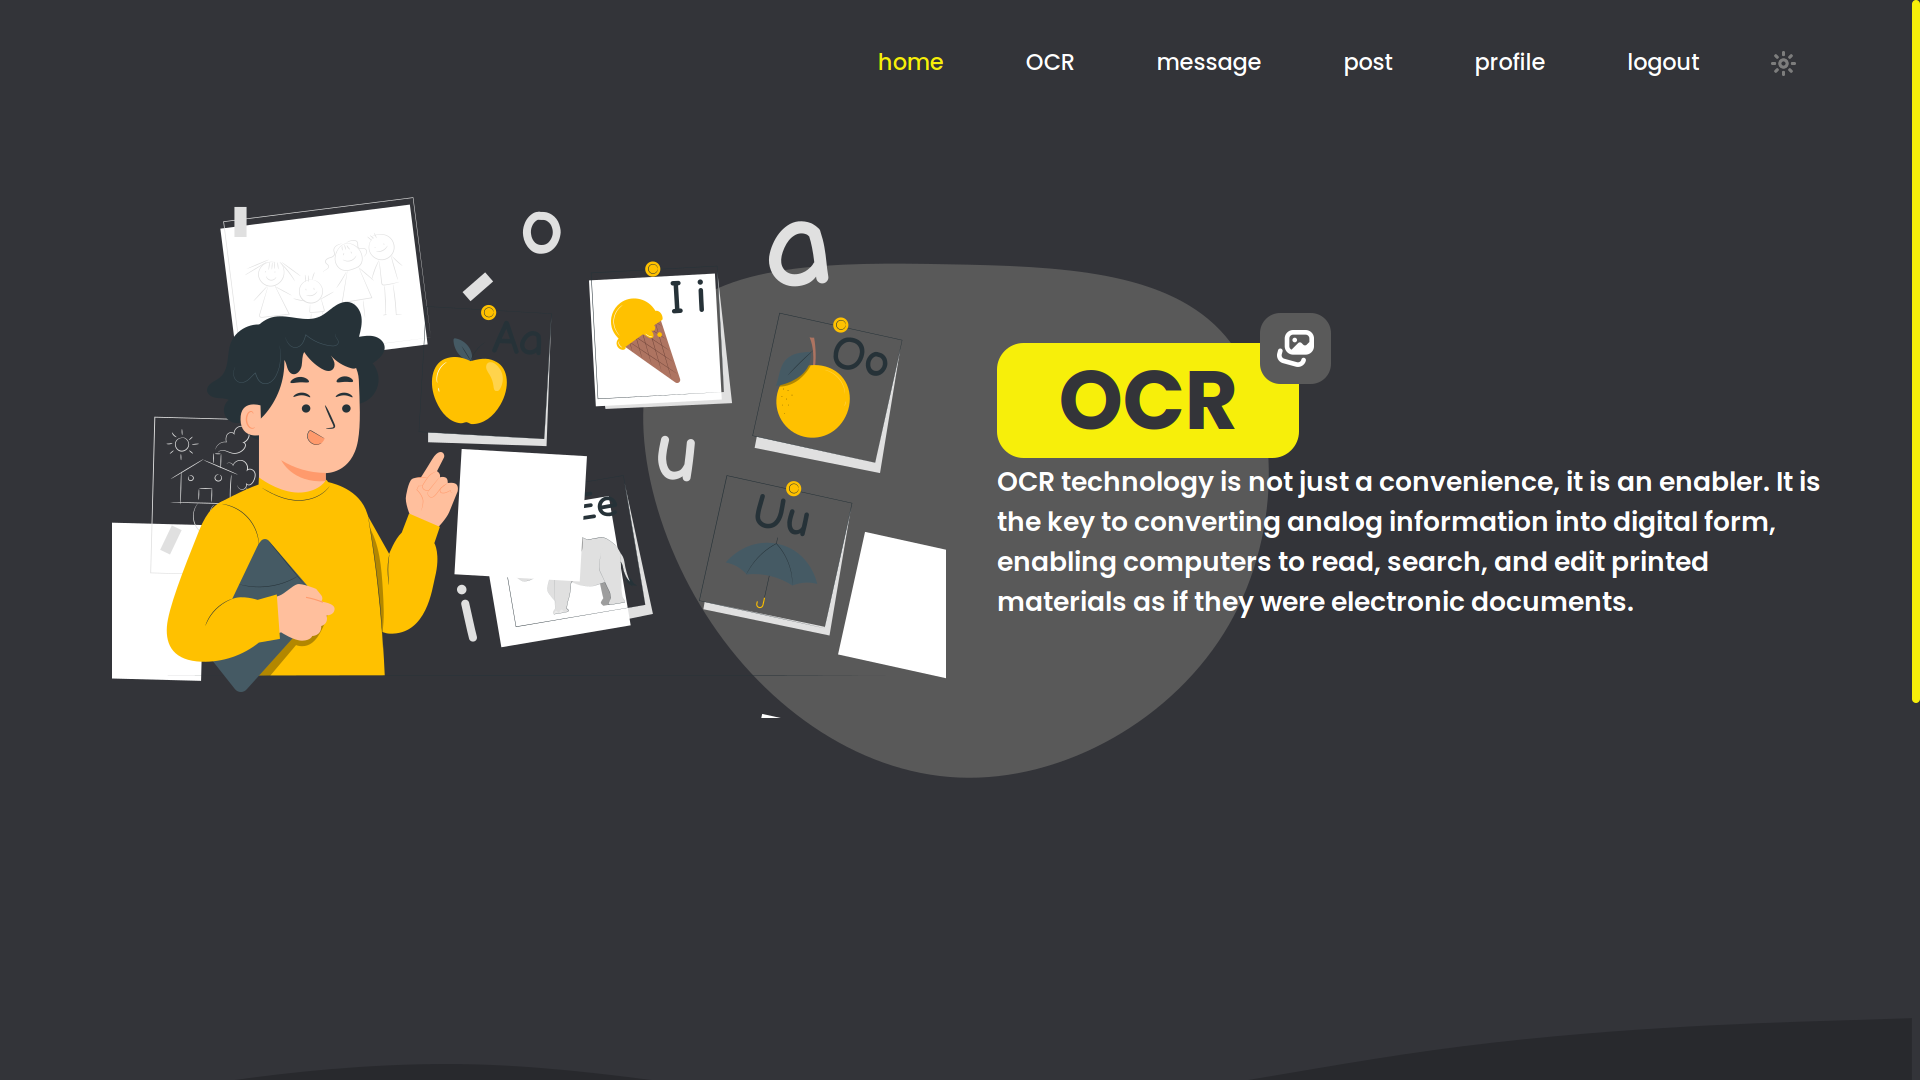 home OCR message post profile logout
o
a
I i
Aa
Oo
u
Ee
Uu
i
OCR
OCR technology is not just a convenience, it is an enabler. It is
the key to converting analog information into digital form,
enabling computers to read, search, and edit printed
materials as if they were electronic documents.